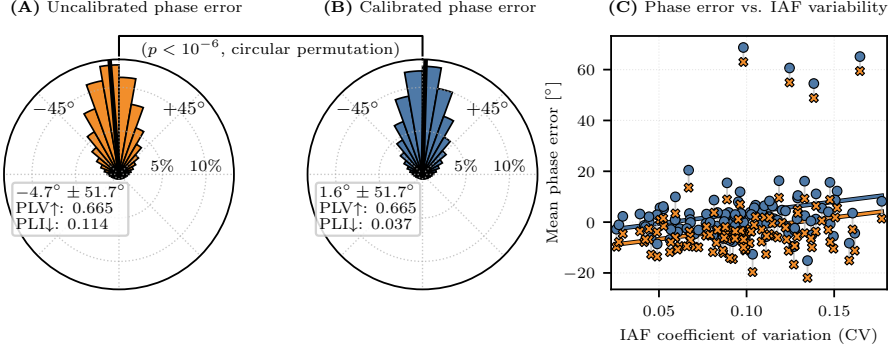 (A) Uncalibrated phase error
(B) Calibrated phase error
(C) Phase error vs. IAF variability
(p < 10⁻⁶, circular permutation)
−45°
+45°
5%
10%
−4.7° ± 51.7°
PLV↑: 0.665
PLI↓: 0.114
−45°
+45°
5%
10%
1.6° ± 51.7°
PLV↑: 0.665
PLI↓: 0.037
Mean phase error [°]
60
40
20
0
−20
0.05
0.10
0.15
IAF coefficient of variation (CV)